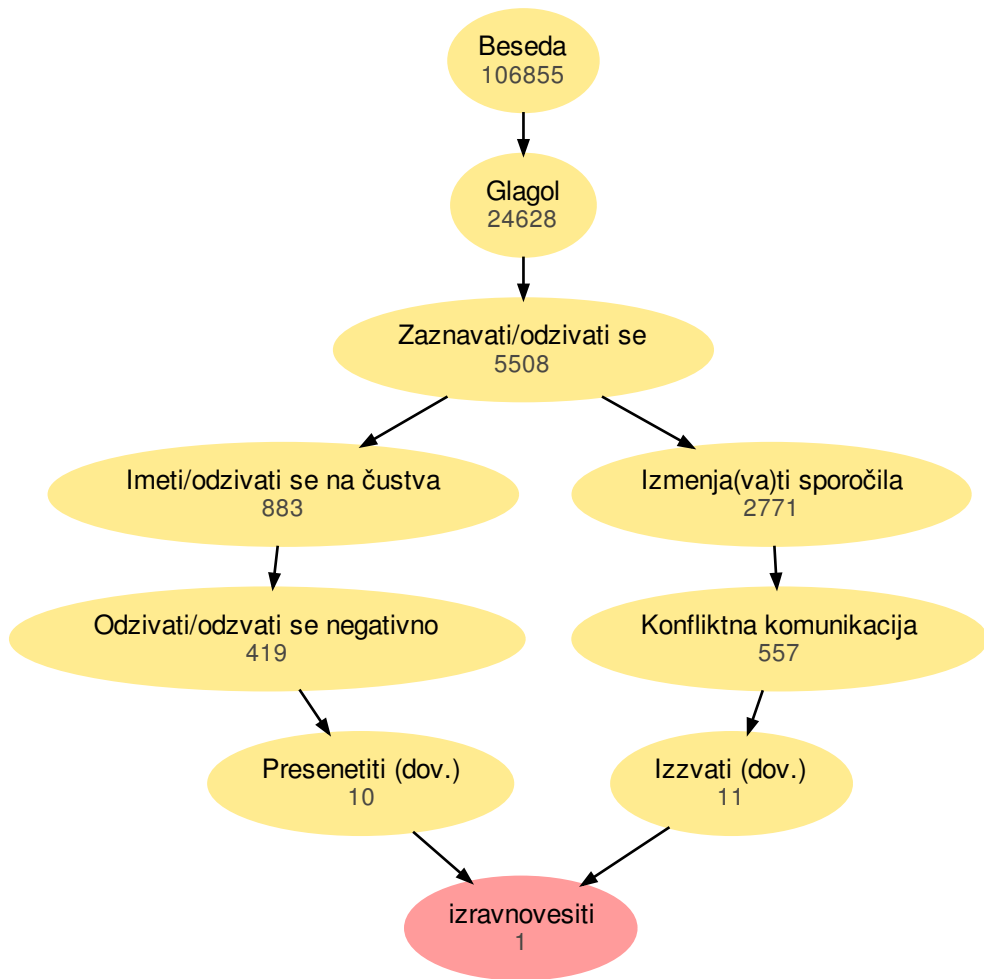 Beseda
106855
Glagol
24628
Zaznavati/odzivati se
5508
Imeti/odzivati se na čustva
883
Izmenja(va)ti sporočila
2771
Odzivati/odzvati se negativno
419
Konfliktna komunikacija
557
Presenetiti (dov.)
10
Izzvati (dov.)
11
izravnovesiti
1